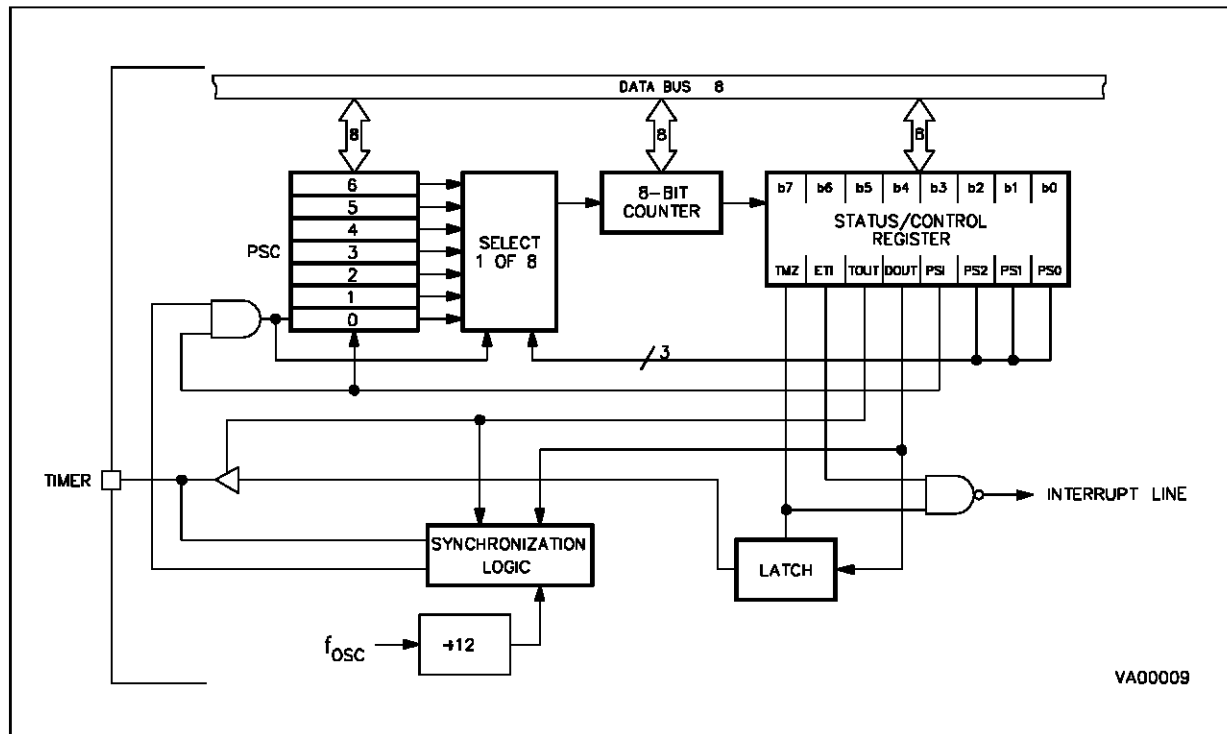 DATA BUS 8
8 8 8
6
5
4
3
2
1
0
PSC
SELECT
1 OF 8
8-BIT
COUNTER
b7 b6 b5 b4 b3 b2 b1 b0
STATUS/CONTROL
REGISTER
TMZ ETI TOUT DOUT PSI PS2 PS1 PS0
3
TIMER
SYNCHRONIZATION
LOGIC
LATCH
INTERRUPT LINE
fOSC
÷12
VA00009